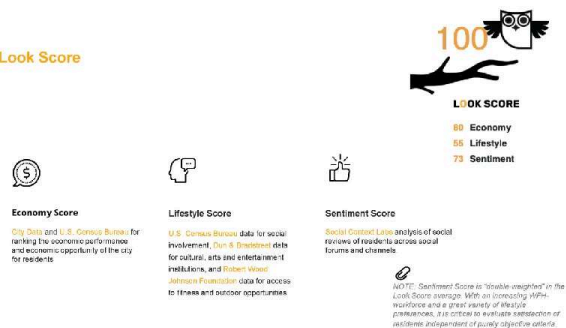 Look Score
100
LOOK SCORE
60 Economy
55 Lifestyle
73 Sentiment
Economy Score
City Data and U.S. Census Bureau for
ranking the economic performance
and economic opportunity of the city
for residents
Lifestyle Score
U.S. Census Bureau data for social
involvement, Dun & Bradstreet data
for cultural, arts and entertainment
institutions, and Robert Wood
Johnson Foundation data for access
to fitness and outdoor opportunities
Sentiment Score
Social Context Labs analysis of social
reviews of residents across social
forums and channels
NOTE: Sentiment Score is "double-weighted" in the
Look Score average. With an increasing WFH-
workforce and a great variety of lifestyle
preferences, it is critical to evaluate satisfaction of
residents independent of purely objective criteria.